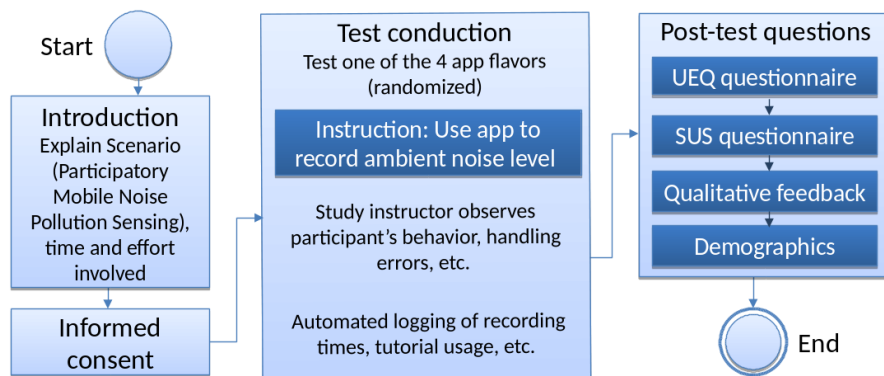 Start
Introduction
Explain Scenario
(Participatory
Mobile Noise
Pollution Sensing),
time and effort
involved
Informed
consent
Test conduction
Test one of the 4 app flavors
(randomized)
Instruction: Use app to
record ambient noise level
Study instructor observes
participant’s behavior, handling
errors, etc.
Automated logging of recording
times, tutorial usage, etc.
Post-test questions
UEQ questionnaire
SUS questionnaire
Qualitative feedback
Demographics
End